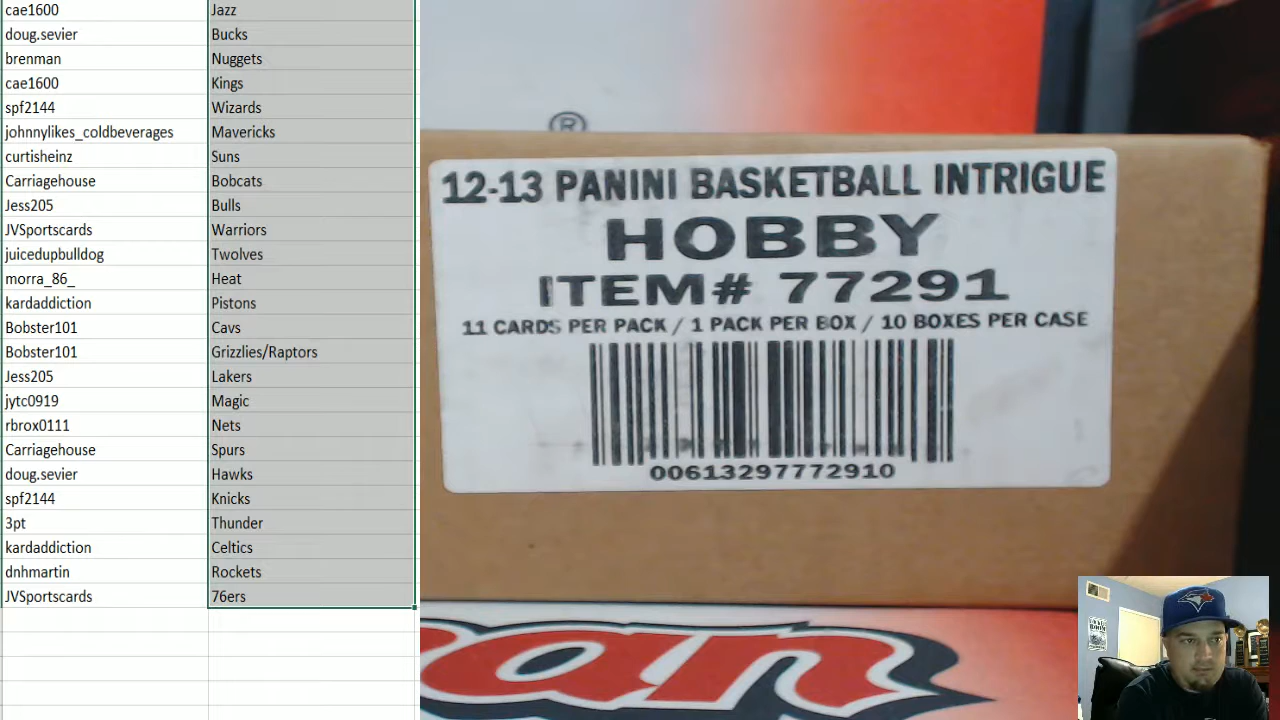 cae1600 Jazz
doug.sevier Bucks
brenman Nuggets
cae1600 Kings
spf2144 Wizards
johnnylikes_coldbeverages Mavericks
curtisheinz Suns
Carriagehouse Bobcats
Jess205 Bulls
JVSportscards Warriors
juicedupbulldog Twolves
morra_86_ Heat
kardaddiction Pistons
Bobster101 Cavs
Bobster101 Grizzlies/Raptors
Jess205 Lakers
jytc0919 Magic
rbrox0111 Nets
Carriagehouse Spurs
doug.sevier Hawks
spf2144 Knicks
3pt Thunder
kardaddiction Celtics
dnhmartin Rockets
JVSportscards 76ers
®
12-13 PANINI BASKETBALL INTRIGUE
HOBBY
ITEM# 77291
11 CARDS PER PACK / 1 PACK PER BOX / 10 BOXES PER CASE
00613297772910